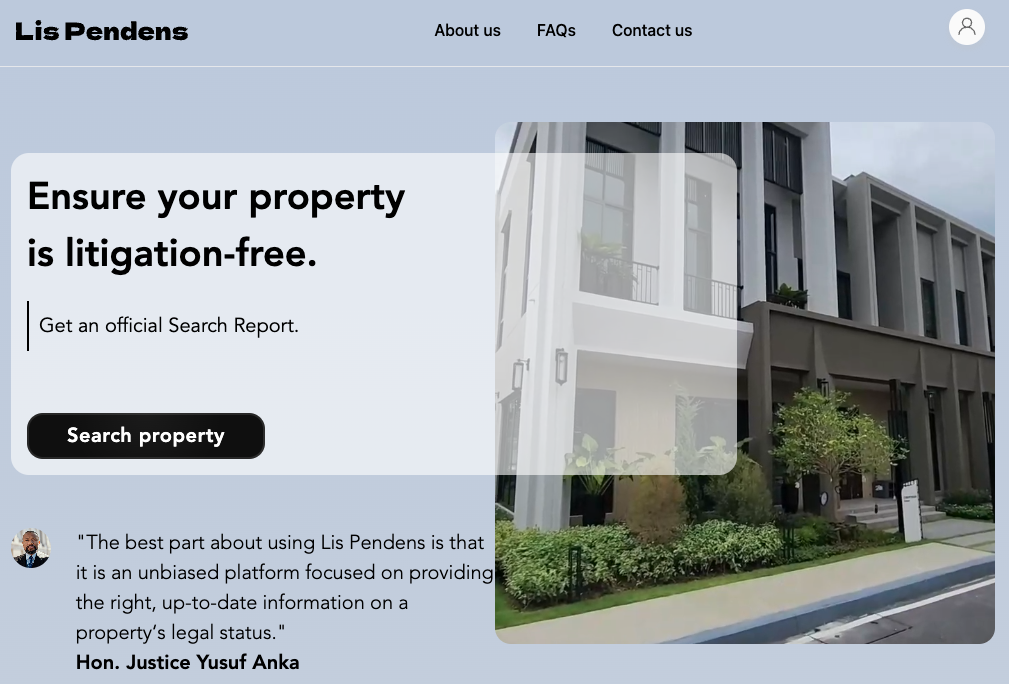 Lis Pendens
About us
FAQs
Contact us
Ensure your property
is litigation-free.
Get an official Search Report.
Search property
"The best part about using Lis Pendens is that
it is an unbiased platform focused on providing
the right, up-to-date information on a
property’s legal status."
Hon. Justice Yusuf Anka